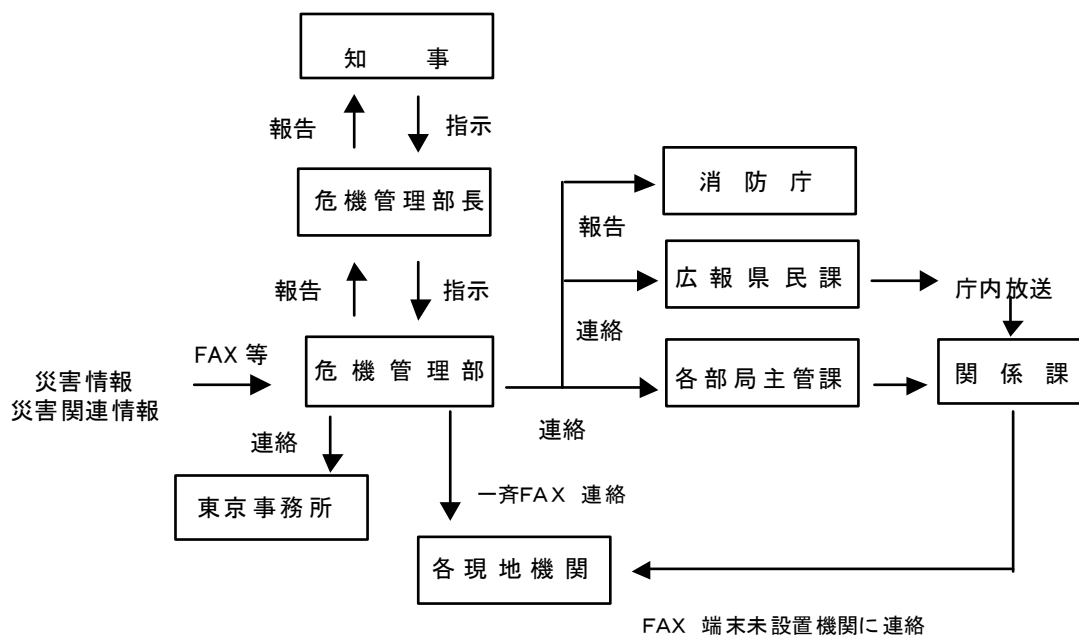 知 事
報告
指示
危機管理部長
消防庁
報告
報告
指示
広報県民課
庁内放送
連絡
FAX 等
災害情報
災害関連情報
危機管理部
各部局主管課
関係課
連絡
連絡
東京事務所
一斉FAX 連絡
各現地機関
FAX 端末未設置機関に連絡